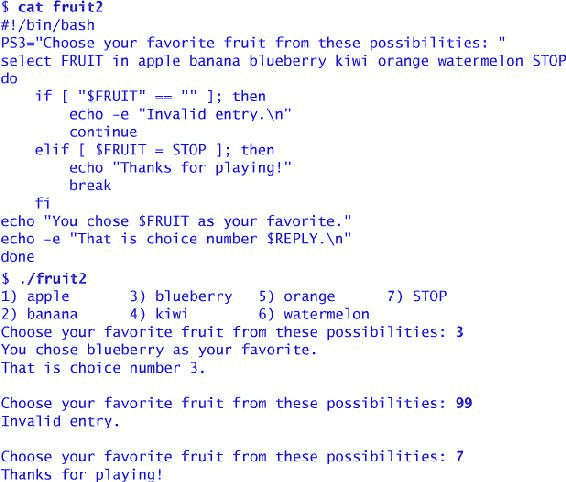 $ cat fruit2
#!/bin/bash
PS3="Choose your favorite fruit from these possibilities: "
select FRUIT in apple banana blueberry kiwi orange watermelon STOP
do
    if [ "$FRUIT" == "" ]; then
        echo -e "Invalid entry.\n"
        continue
    elif [ $FRUIT = STOP ]; then
        echo "Thanks for playing!"
        break
    fi
echo "You chose $FRUIT as your favorite."
echo -e "That is choice number $REPLY.\n"
done
$ ./fruit2
1) apple       3) blueberry   5) orange      7) STOP
2) banana      4) kiwi        6) watermelon
Choose your favorite fruit from these possibilities: 3
You chose blueberry as your favorite.
That is choice number 3.

Choose your favorite fruit from these possibilities: 99
Invalid entry.

Choose your favorite fruit from these possibilities: 7
Thanks for playing!